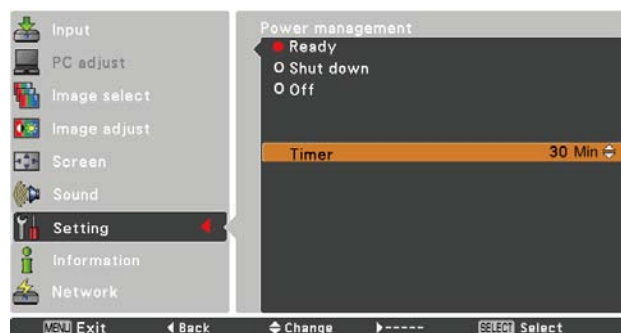 Input
PC adjust
Image select
Image adjust
Screen
Sound
Setting
Information
Network
Power management
Ready
Shut down
Off
Timer 30 Min
MENU Exit Back Change ----- SELECT Select